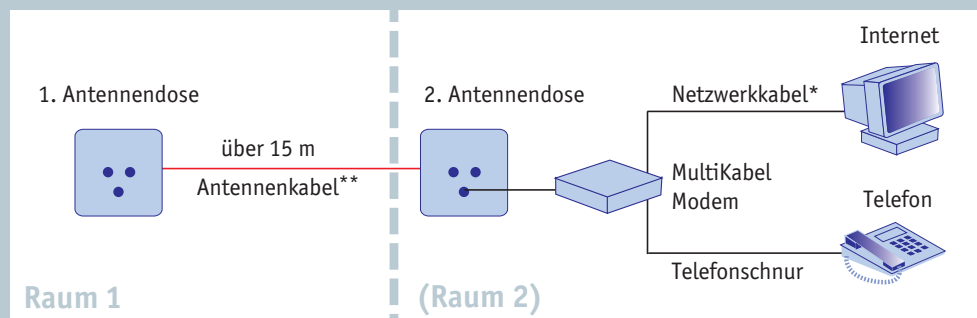 1. Antennendose
über 15 m
Antennenkabel**
Raum 1
2. Antennendose
(Raum 2)
Netzwerkkabel*
MultiKabel
Modem
Telefonschnur
Internet
Telefon